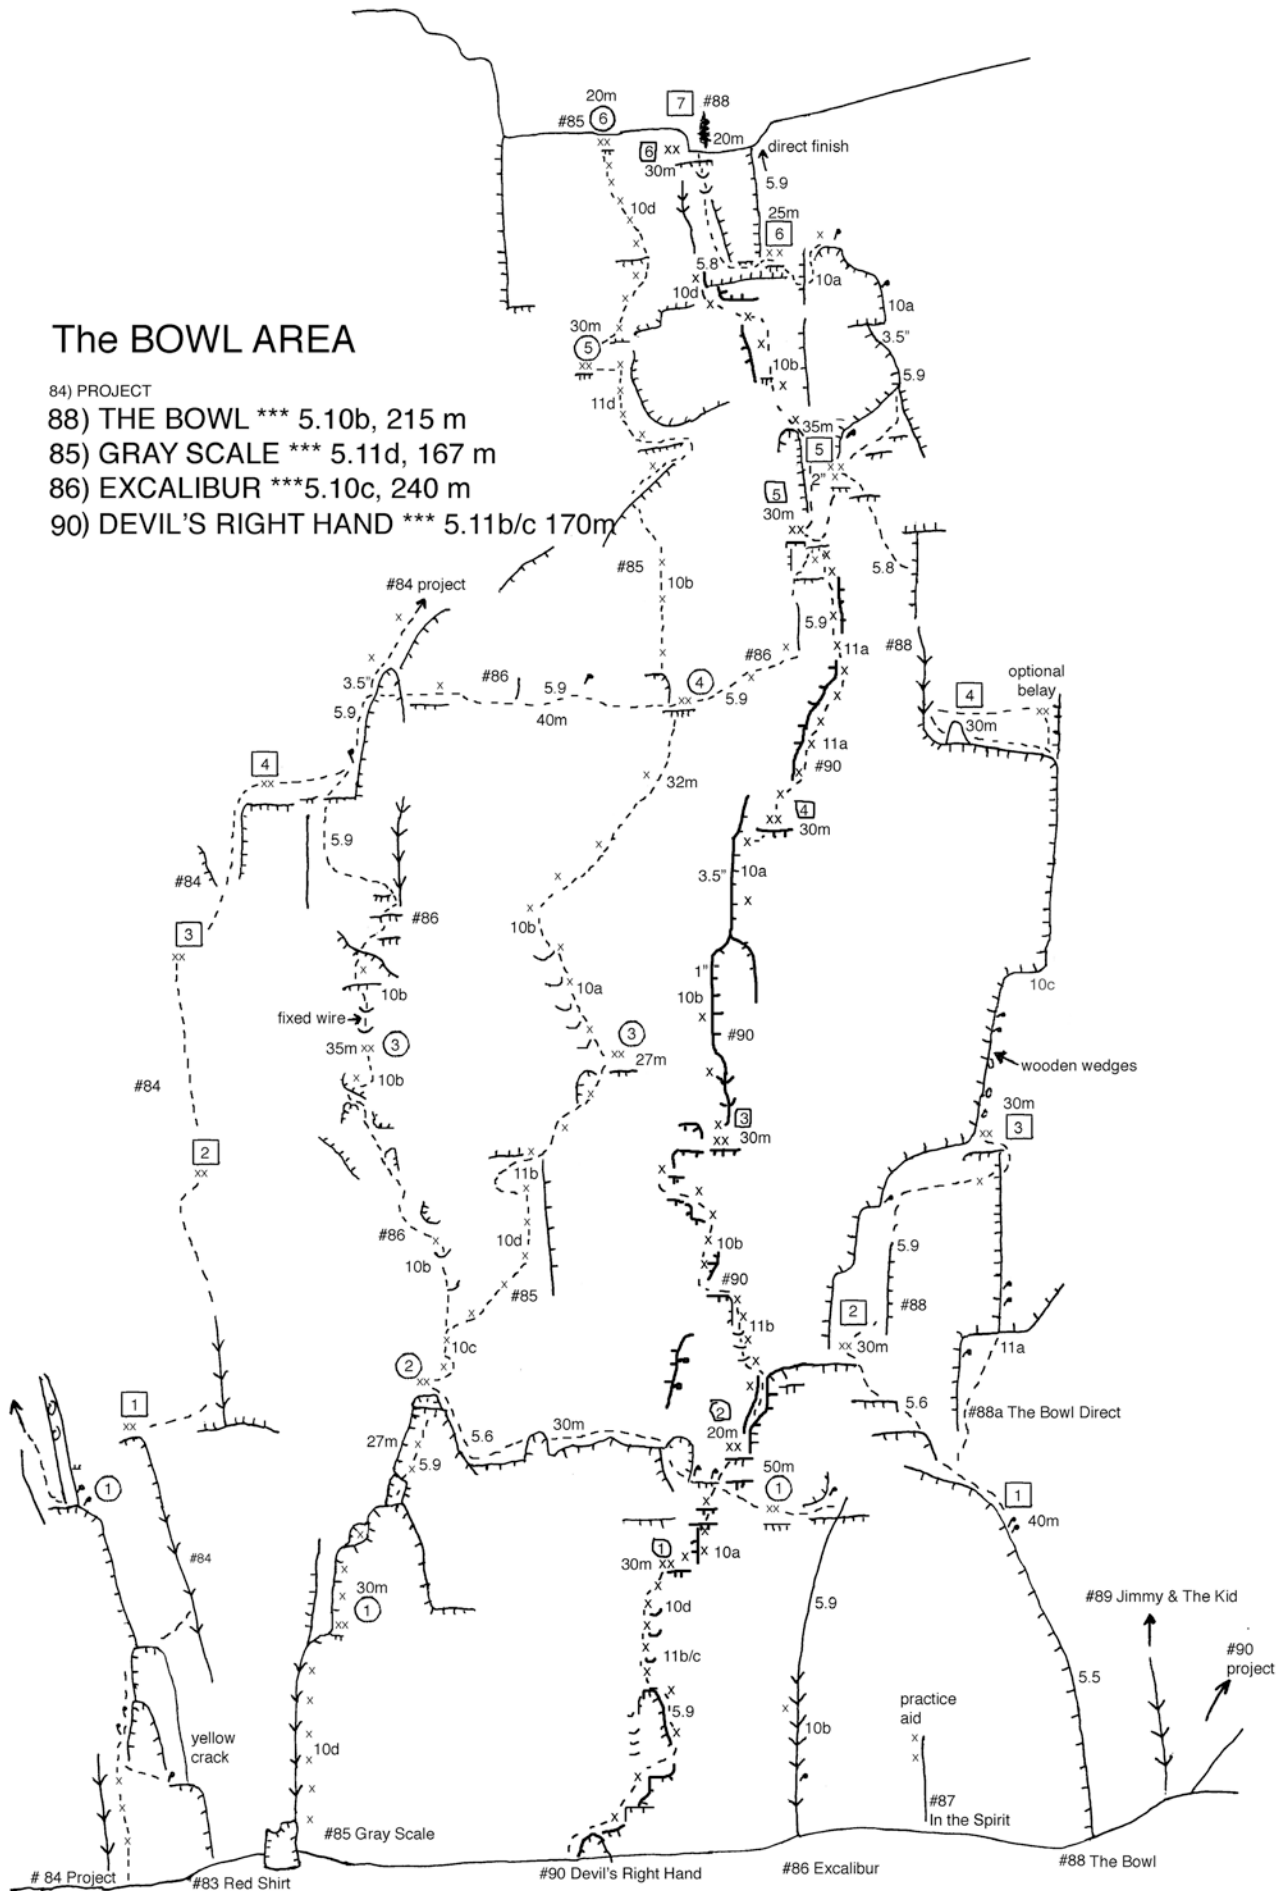 20m
6
#85
7
#88
20m
6
30m
direct finish
5.9
25m
6
10d
5.8
10d
10a
10a
3.5"
The BOWL AREA
30m
5
10b
5.9
84) PROJECT
88) THE BOWL *** 5.10b, 215 m
11d
35m
85) GRAY SCALE *** 5.11d, 167 m
5
2"
86) EXCALIBUR ***5.10c, 240 m
5
30m
90) DEVIL'S RIGHT HAND *** 5.11b/c 170m
#84 project
#85
10b
5.8
5.9
11a
#88
#86
optional
belay
3.5"
#86
5.9
4
5.9
4
30m
5.9
40m
11a
#90
4
32m
4
30m
5.9
3.5"
10a
#84
#86
3
10b
1"
10b
10c
10b
10a
fixed wire
35m
3
3
27m
#90
wooden wedges
#84
10b
30m
3
3
30m
2
11b
#86
10d
10b
5.9
10b
#85
#90
#88
2
11b
30m
10c
11a
2
1
5.6
#88a The Bowl Direct
27m
5.6
30m
2
20m
5.9
50m
1
1
1
40m
#84
1
30m
10a
30m
1
10d
5.9
#89 Jimmy & The Kid
11b/c
#90
project
5.5
practice
aid
5.9
10b
yellow
crack
10d
#87
In the Spirit
#85 Gray Scale
# 84 Project
#83 Red Shirt
#90 Devil's Right Hand
#86 Excalibur
#88 The Bowl